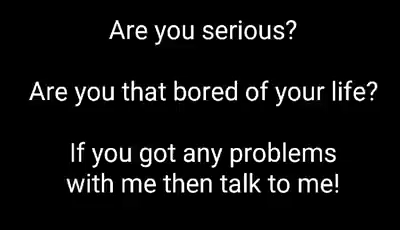 Are you serious?
Are you that bored of your life?
If you got any problems
with me then talk to me!